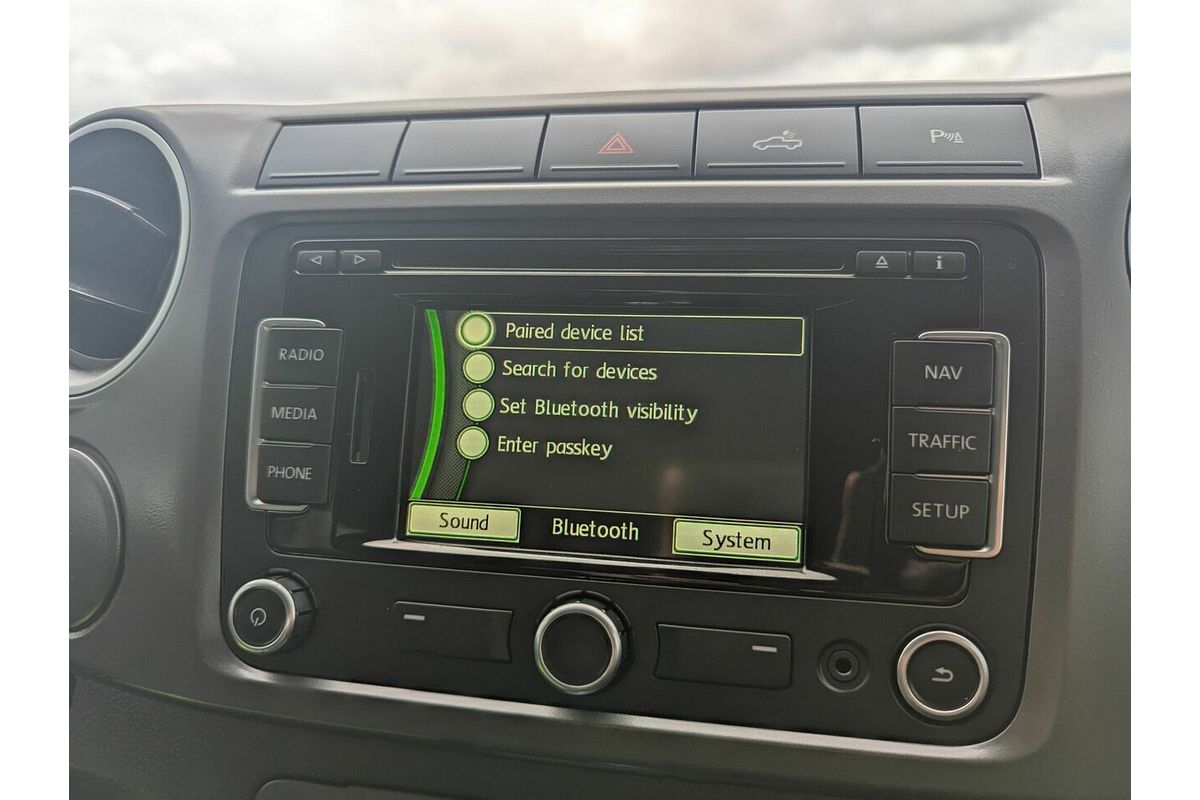 P
i
RADIO
MEDIA
PHONE
Paired device list
Search for devices
Set Bluetooth visibility
Enter passkey
Sound
Bluetooth
System
NAV
TRAFFIC
SETUP